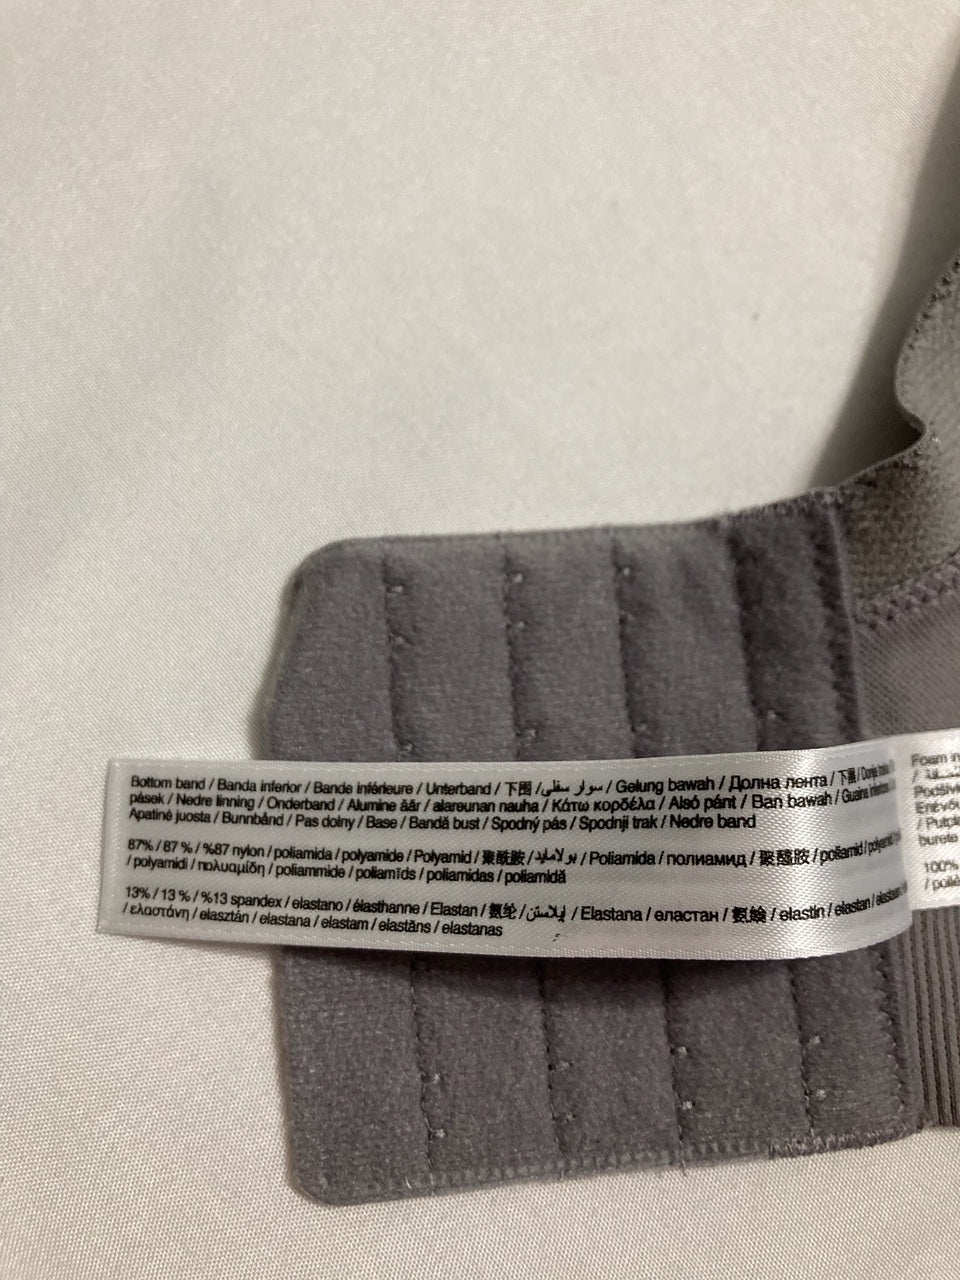 Bottom band / Banda inferior / Bande inférieure / Unterband / 下圈 / سوار سفلي / Gelung bawah / Долна лента / 下圍 / Donja
pásek / Nedre linning / Onderband / Alumine äär / alareunan nauha / Κάτω κορδέλα / Alsó pánt / Ban bawah / Guaina
Apatinė juosta / Bunnbånd / Pas dolny / Base / Bandă bust / Spodný pás / Spodnji trak / Nedre band
87% / 87 % / %87 nylon / poliamida / polyamide / Polyamid / 聚酰胺 / بولاميد / Poliamida / полиамид / 聚醯胺 / poliamid /
/ polyamidi / πολυαμίδη / poliammide / poliamīds / poliamidas / poliamidă
13% / 13 % / %13 spandex / elastano / élasthanne / Elastan / 氨纶 / إيلاستن / Elastana / еластан / 氨綸 / elastin / elastan /
/ ελαστάνη / elasztán / elastana / elastam / elastāns / elastanas
Foam
100%